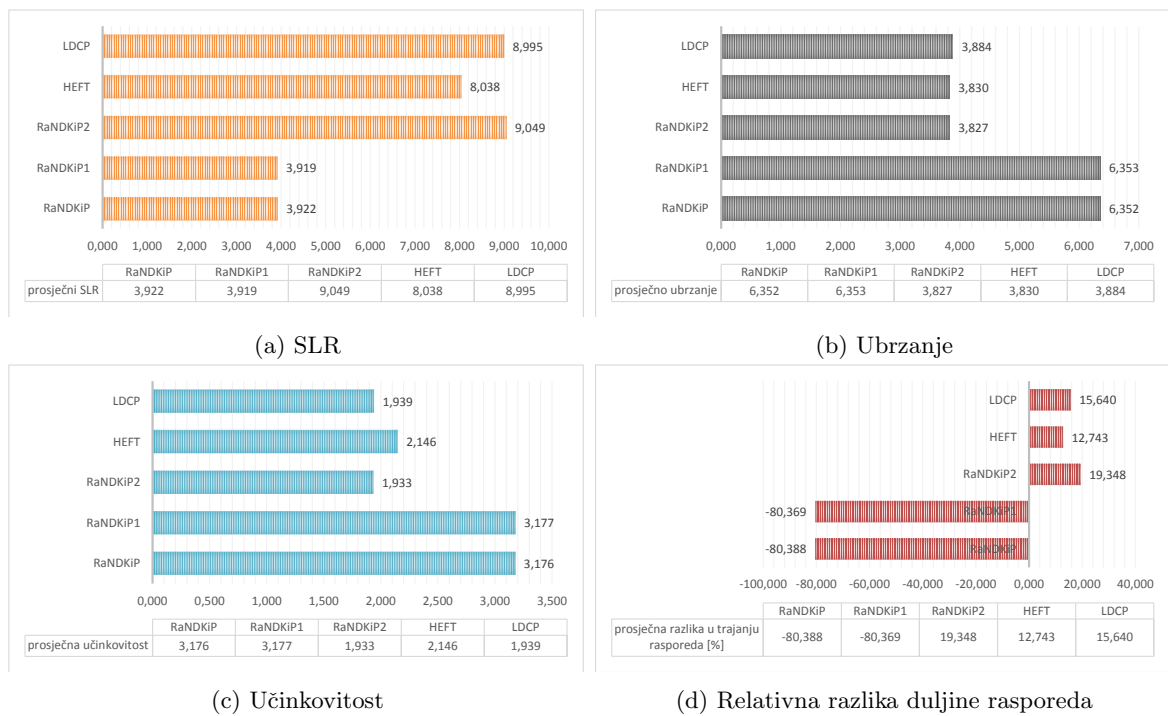 LDCP 8,995
HEFT 8,038
RaNDKiP2 9,049
RaNDKiP1 3,919
RaNDKiP 3,922
0,000 1,000 2,000 3,000 4,000 5,000 6,000 7,000 8,000 9,000 10,000
RaNDKiP RaNDKiP1 RaNDKiP2 HEFT LDCP
prosječni SLR 3,922 3,919 9,049 8,038 8,995
(a) SLR
LDCP 3,884
HEFT 3,830
RaNDKiP2 3,827
RaNDKiP1 6,353
RaNDKiP 6,352
0,000 1,000 2,000 3,000 4,000 5,000 6,000 7,000
RaNDKiP RaNDKiP1 RaNDKiP2 HEFT LDCP
prosječno ubrzanje 6,352 6,353 3,827 3,830 3,884
(b) Ubrzanje
LDCP 1,939
HEFT 2,146
RaNDKiP2 1,933
RaNDKiP1 3,177
RaNDKiP 3,176
0,000 0,500 1,000 1,500 2,000 2,500 3,000 3,500
RaNDKiP RaNDKiP1 RaNDKiP2 HEFT LDCP
prosječna učinkovitost 3,176 3,177 1,933 2,146 1,939
(c) Učinkovitost
LDCP 15,640
HEFT 12,743
RaNDKiP2 19,348
-80,369 RaNDKiP1
-80,388 RaNDKiP
-100,000 -80,000 -60,000 -40,000 -20,000 0,000 20,000 40,000
RaNDKiP RaNDKiP1 RaNDKiP2 HEFT LDCP
prosječna razlika u trajanju
rasporeda [%] -80,388 -80,369 19,348 12,743 15,640
(d) Relativna razlika duljine rasporeda